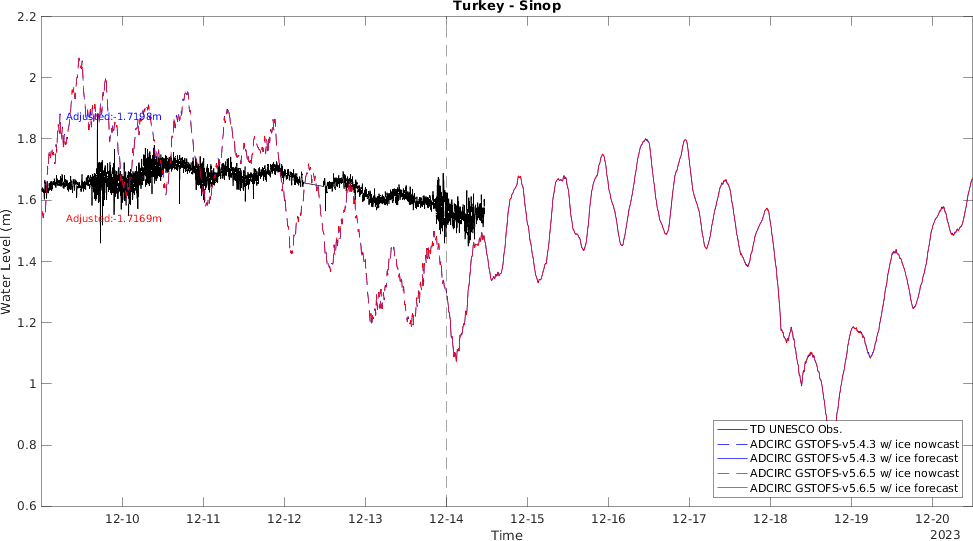 Turkey - Sinop
2.2
2
1.8
1.6
1.4
1.2
1
0.8
0.6
Water Level (m)
Adjusted:-1.7198m
Adjusted:-1.7169m
TD UNESCO Obs.
ADCIRC GSTOFS-v5.4.3 w/ ice nowcast
ADCIRC GSTOFS-v5.4.3 w/ ice forecast
ADCIRC GSTOFS-v5.6.5 w/ ice nowcast
ADCIRC GSTOFS-v5.6.5 w/ ice forecast
12-10 12-11 12-12 12-13 12-14 12-15 12-16 12-17 12-18 12-19 12-20
Time
2023